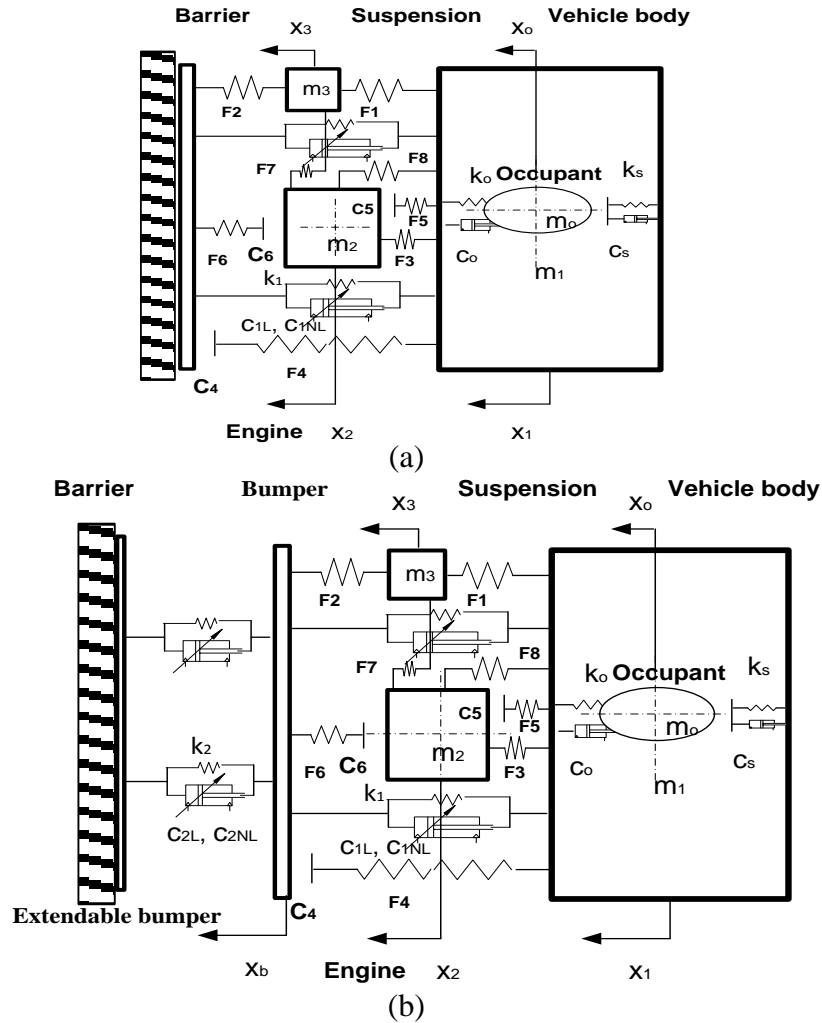 Barrier Suspension Vehicle body
x3 xo
m3
F2 F1
F7 F8
ko Occupant ks
C5
F5
mo
F6 C6 m2 F3 co cs
k1 m1
C1L, C1NL
F4
C4
Engine x2 x1
(a)
Barrier Bumper Suspension Vehicle body
x3 xo
m3
F2 F1
F7 F8
ko Occupant ks
C5
F5
k2 mo
F6 C6 m2 F3 co cs
k1 m1
C2L, C2NL C1L, C1NL
F4
C4
Extendable bumper
xb Engine x2 x1
(b)